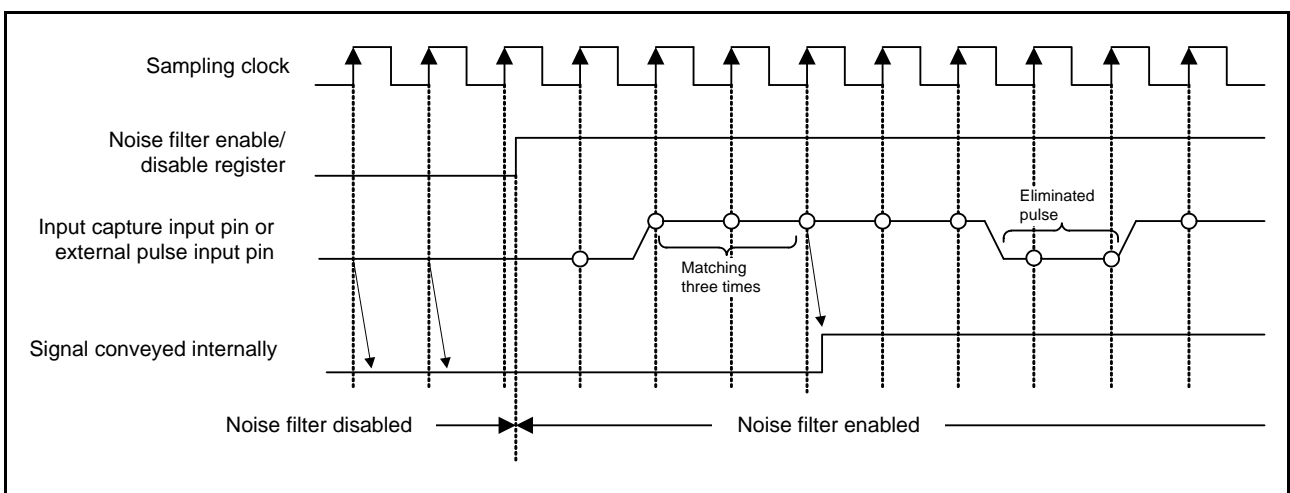 Sampling clock
Noise filter enable/
disable register
Input capture input pin or
external pulse input pin
Eliminated
pulse
Matching
three times
Signal conveyed internally
Noise filter disabled
Noise filter enabled